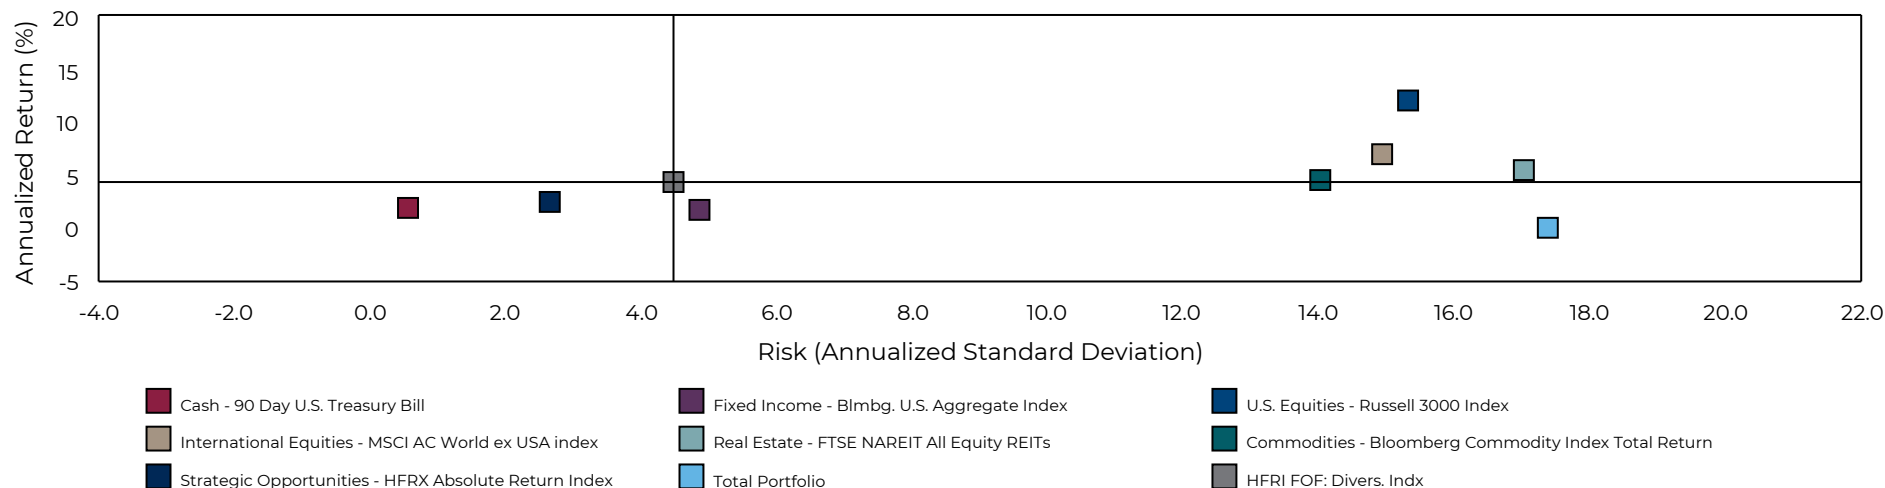 Annualized Return (%)
20
15
10
5
0
-5
-4.0 -2.0 0.0 2.0 4.0 6.0 8.0 10.0 12.0 14.0 16.0 18.0 20.0 22.0
Risk (Annualized Standard Deviation)
Cash - 90 Day U.S. Treasury Bill Fixed Income - Blmbg. U.S. Aggregate Index U.S. Equities - Russell 3000 Index
International Equities - MSCI AC World ex USA index Real Estate - FTSE NAREIT All Equity REITs Commodities - Bloomberg Commodity Index Total Return
Strategic Opportunities - HFRX Absolute Return Index Total Portfolio HFRI FOF: Divers. Indx